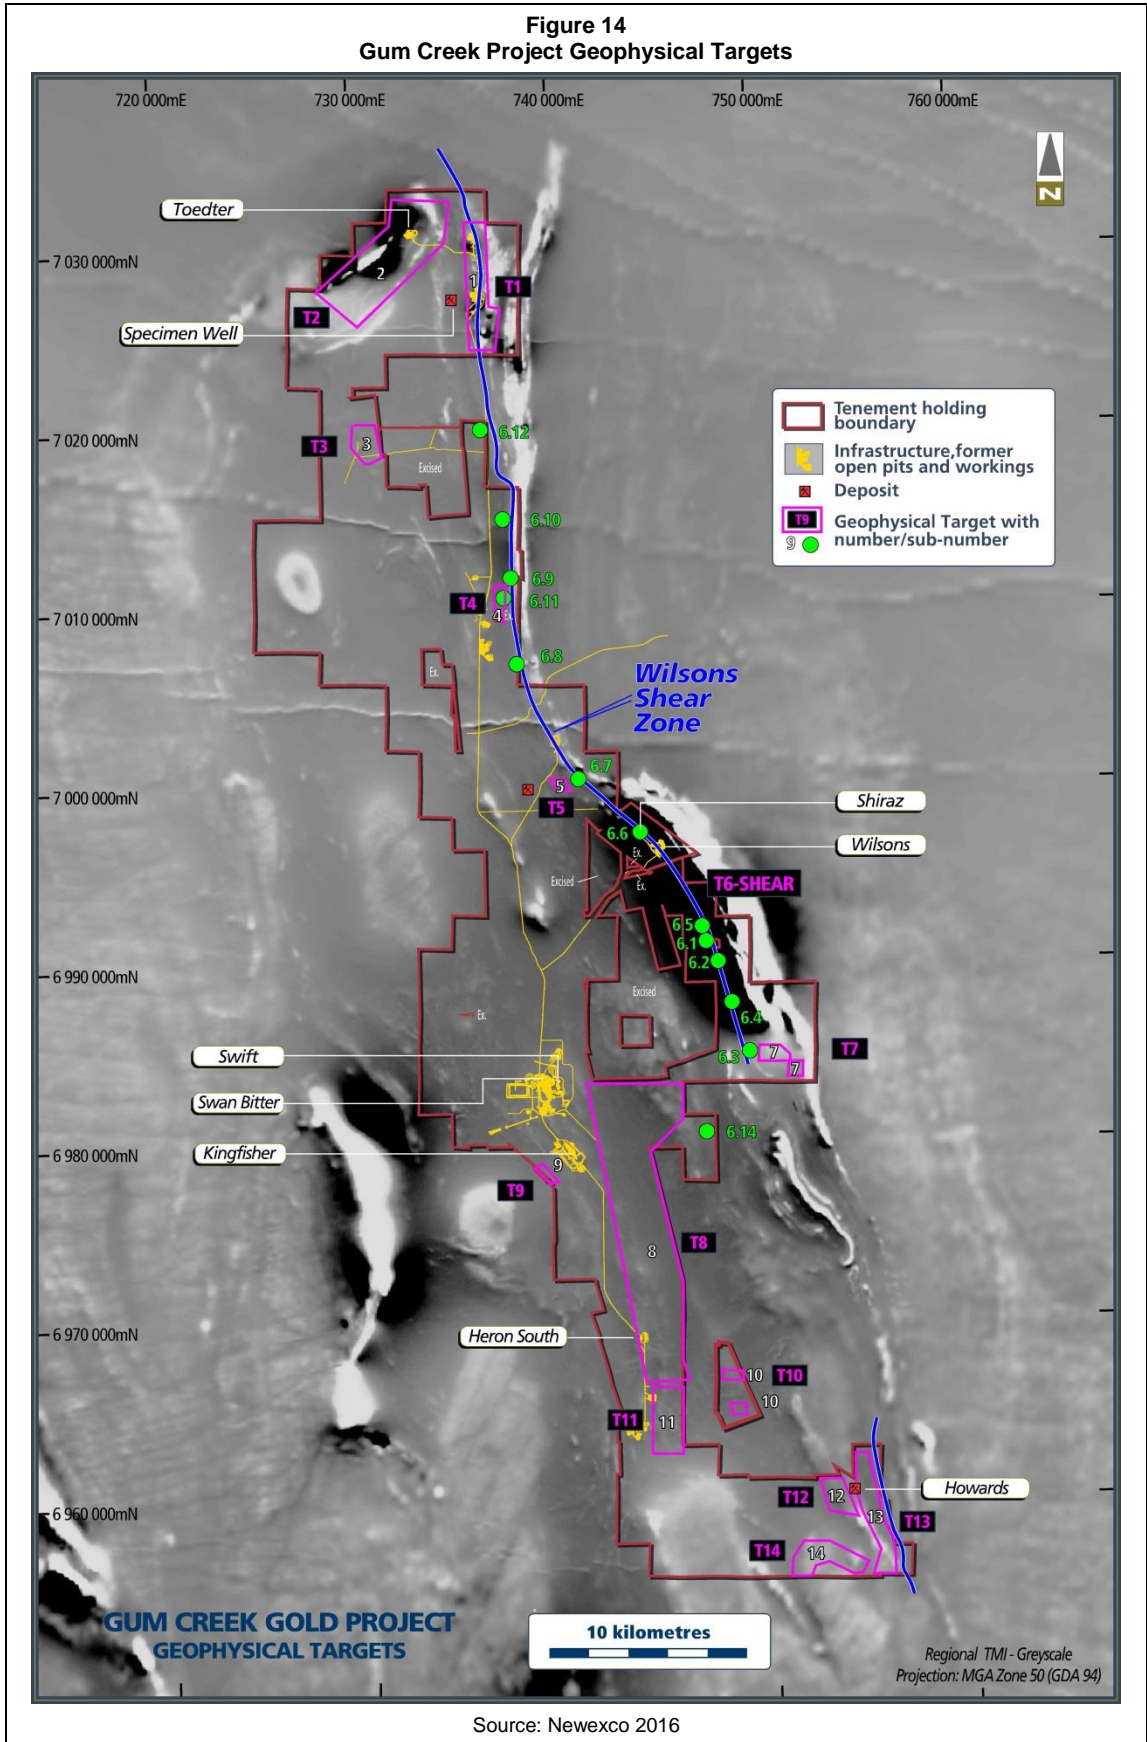 Figure 14
Gum Creek Project Geophysical Targets
720 000mE
730 000mE
740 000mE
750 000mE
760 000mE
N
Toedter
7 030 000mN
2
1
T1
T2
Specimen Well
Tenement holding
boundary
Infrastructure,former
open pits and workings
Deposit
T9
Geophysical Target with
9
number/sub-number
7 020 000mN
T3
3
6.12
Excised
6.10
6.9
T4
6.11
4
Ex.
7 010 000mN
6.8
Ex.
Wilsons
Shear
Zone
6.7
7 000 000mN
5
T5
Shiraz
6.6
Wilsons
Ex.
Excised
Ex.
T6-SHEAR
6.5
6.1
6.2
6 990 000mN
Excised
Ex.
6.4
Swift
6.3
7
T7
7
Swan Bitter
6.14
Kingfisher
6 980 000mN
9
T9
T8
8
6 970 000mN
Heron South
10
T10
10
T11
11
Howards
T12
12
13
T13
6 960 000mN
T14
14
GUM CREEK GOLD PROJECT
GEOPHYSICAL TARGETS
10 kilometres
Regional TMI - Greyscale
Projection: MGA Zone 50 (GDA 94)
Source: Newexco 2016